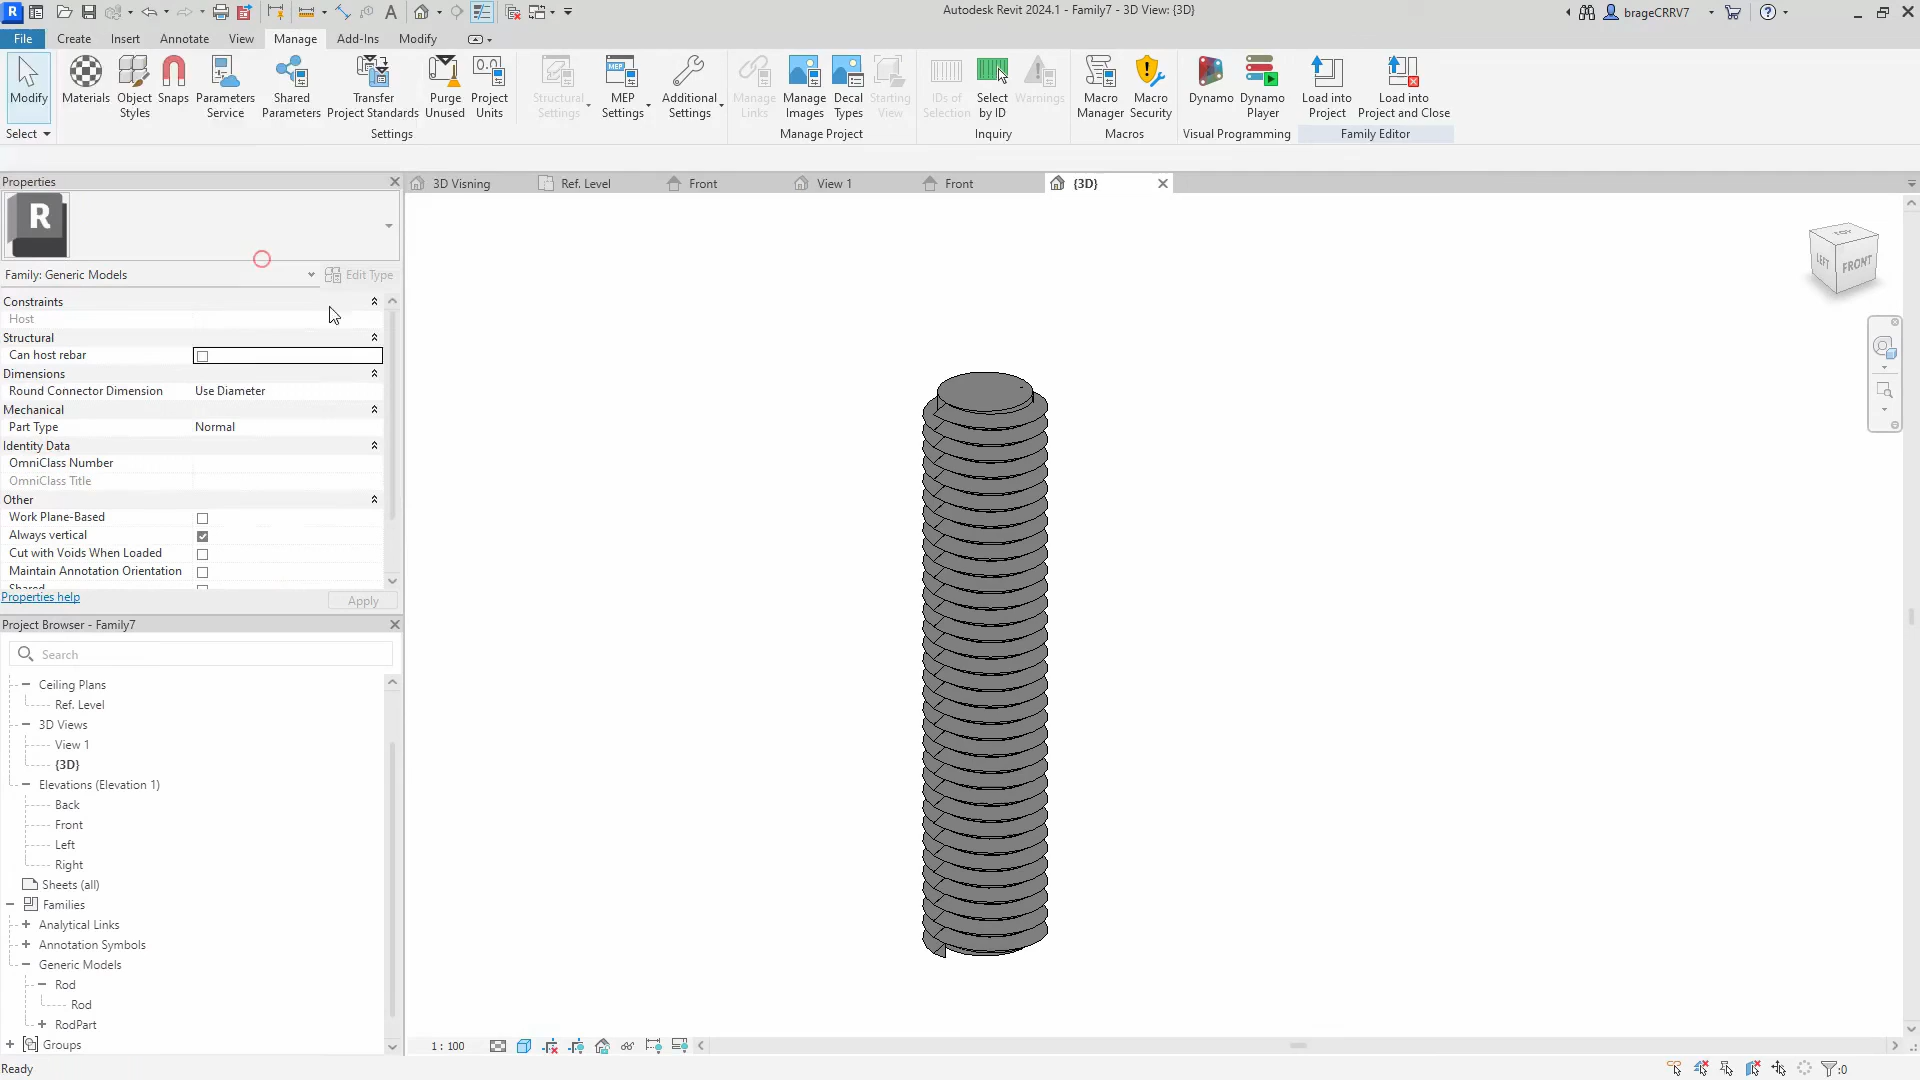 R
Autodesk Revit 2024.1 - Family7 - 3D View: {3D}
brageCRRV7
File
Create
Insert
Annotate
View
Manage
Add-Ins
Modify
Modify
Materials
Object Styles
Snaps
Parameters Service
Shared Parameters
Transfer Project Standards
Purge Unused
Project Units
Structural Settings
MEP Settings
Additional Settings
Manage Links
Manage Images
Decal Types
Starting View
IDs of Selection
Select by ID
Warnings
Macro Manager
Macro Security
Dynamo
Dynamo Player
Load into Project
Load into Project and Close
Select
Settings
Manage Project
Inquiry
Macros
Visual Programming
Family Editor
Properties
R
Family: Generic Models
Edit Type
Constraints
Host
Structural
Can host rebar
Dimensions
Round Connector Dimension Use Diameter
Mechanical
Part Type Normal
Identity Data
OmniClass Number
OmniClass Title
Other
Work Plane-Based
Always vertical
Cut with Voids When Loaded
Maintain Annotation Orientation
Shared
Properties help
Apply
Project Browser - Family7
Search
Ceiling Plans
Ref. Level
3D Views
View 1
{3D}
Elevations (Elevation 1)
Back
Front
Left
Right
Sheets (all)
Families
Analytical Links
Annotation Symbols
Generic Models
Rod
Rod
RodPart
Groups
3D Visning
Ref. Level
Front
View 1
Front
{3D}
TOP
LEFT
FRONT
1 : 100
Ready
:0